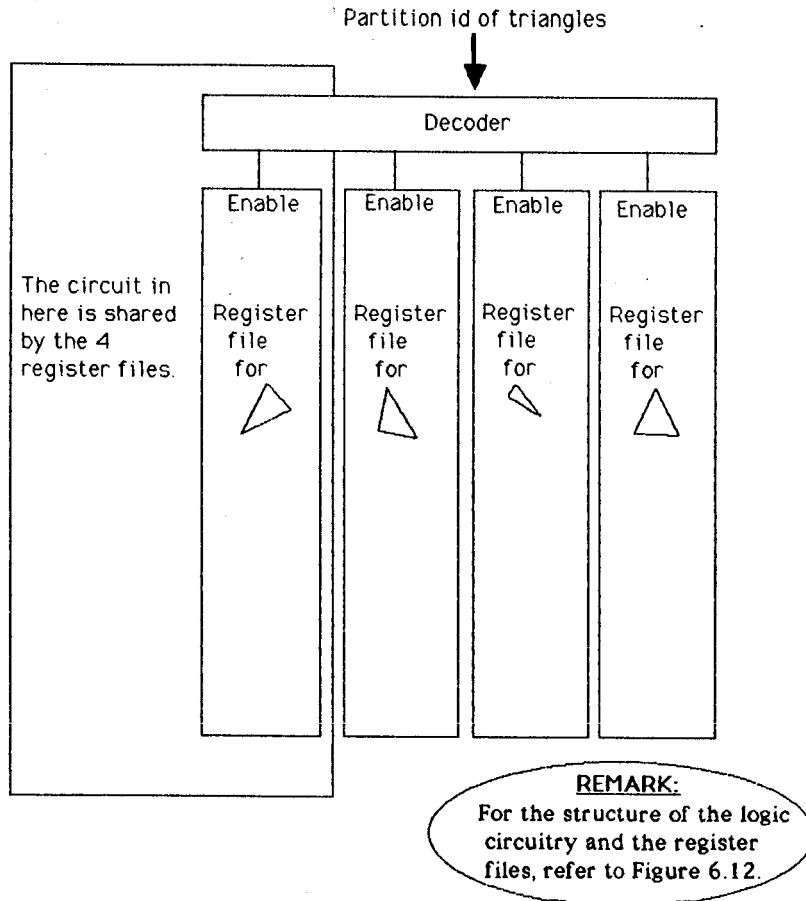 Partition id of triangles
Decoder
Enable
Enable
Enable
Enable
The circuit in
here is shared
by the 4
register files.
Register
file
for
Register
file
for
Register
file
for
Register
file
for
REMARK:
For the structure of the logic
circuitry and the register
files, refer to Figure 6.12.